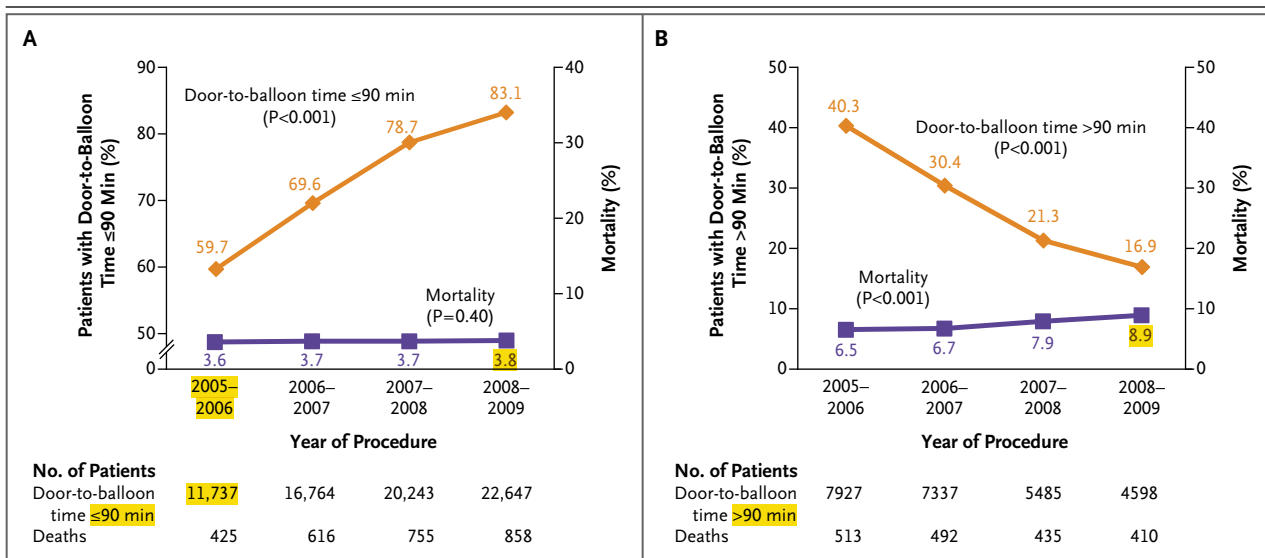 A
90
80
70
60
50
0
Patients with Door-to-Balloon
Time ≤90 Min (%)
40
30
20
10
0
Mortality (%)
Door-to-balloon time ≤90 min
(P<0.001)
59.7
69.6
78.7
83.1
Mortality
(P=0.40)
3.6
3.7
3.7
3.8
2005–
2006
2006–
2007
2007–
2008
2008–
2009
Year of Procedure
No. of Patients
Door-to-balloon 11,737 16,764 20,243 22,647
time ≤90 min
Deaths 425 616 755 858
B
50
40
30
20
10
0
Patients with Door-to-Balloon
Time >90 Min (%)
50
40
30
20
10
0
Mortality (%)
40.3
Door-to-balloon time >90 min
(P<0.001)
30.4
21.3
16.9
Mortality
(P<0.001)
6.5
6.7
7.9
8.9
2005–
2006
2006–
2007
2007–
2008
2008–
2009
Year of Procedure
No. of Patients
Door-to-balloon 7927 7337 5485 4598
time >90 min
Deaths 513 492 435 410